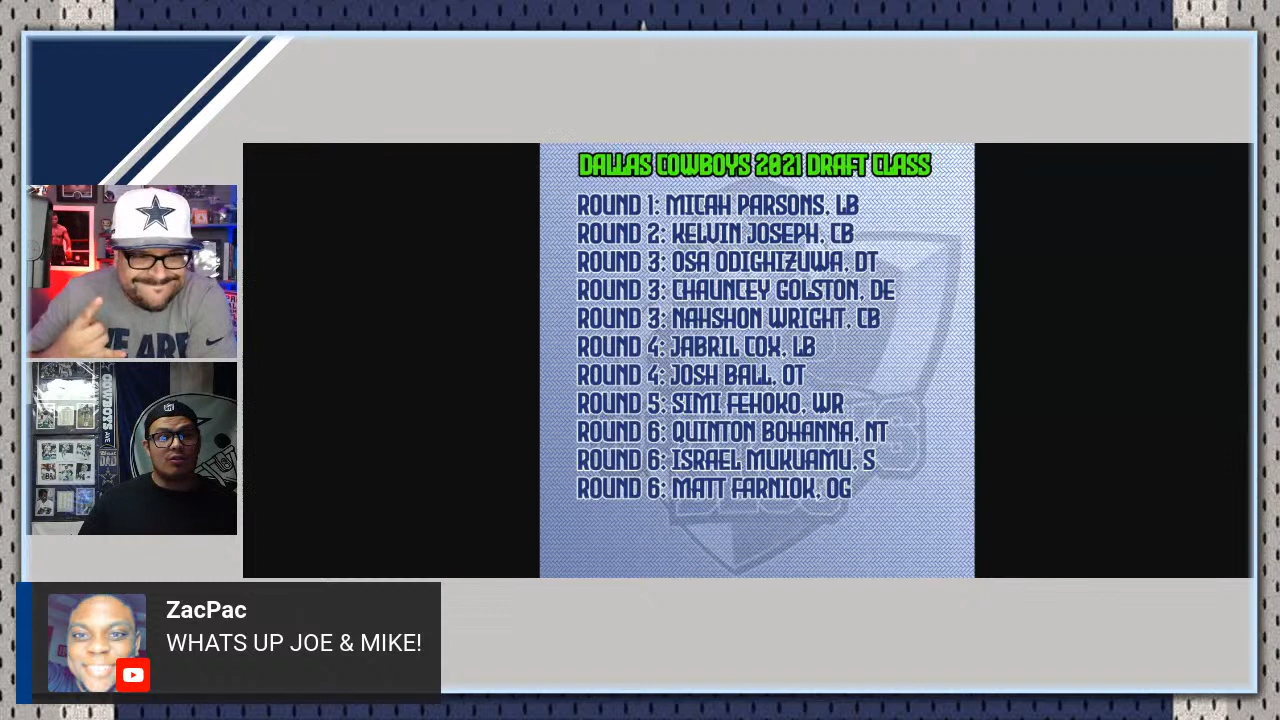 DALLAS COWBOYS 2021 DRAFT CLASS
ROUND 1: MICAH PARSONS, LB
ROUND 2: KELVIN JOSEPH, CB
ROUND 3: OSA ODIGHIZUWA, DT
ROUND 3: CHAUNCEY GOLSTON, DE
ROUND 3: NAHSHON WRIGHT, CB
ROUND 4: JABRIL COX, LB
ROUND 4: JOSH BALL, OT
ROUND 5: SIMI FEHOKO, WR
ROUND 6: QUINTON BOHANNA, NT
ROUND 6: ISRAEL MUKUAMU, S
ROUND 6: MATT FARNIOK, OG
WE ARE
COWBOYS
ZacPac
WHATS UP JOE & MIKE!